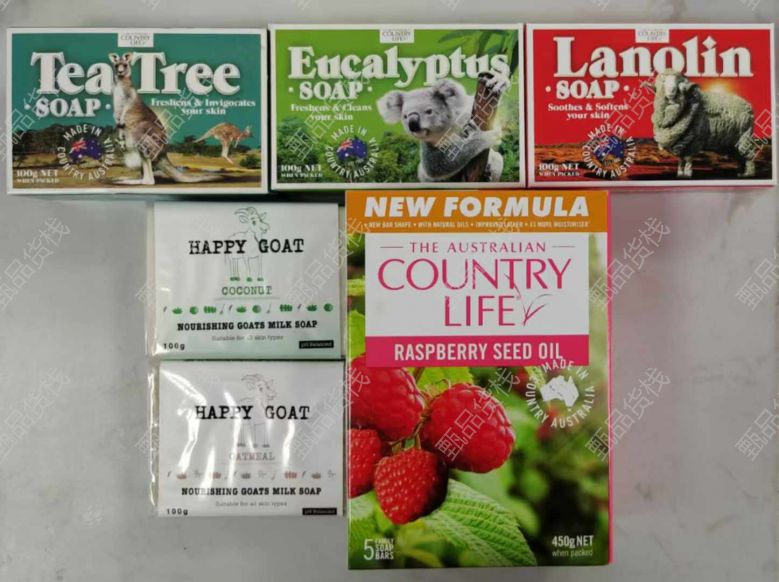 COUNTRY LIFE
Tea Tree
SOAP
Freshens & Invigorates
your skin
MADE IN
COUNTRY AUSTRALIA
100g NET
WHEN PACKED
COUNTRY LIFE
Eucalyptus
SOAP
Freshens & Cleans
your skin
MADE IN
COUNTRY AUSTRALIA
100g NET
WHEN PACKED
COUNTRY LIFE
Lanolin
SOAP
Soothes & Softens
your skin
MADE IN
COUNTRY AUSTRALIA
100g NET
WHEN PACKED
HAPPY GOAT
COCONUT
NOURISHING GOATS MILK SOAP
Suitable for all skin types
100g
pH Balanced
HAPPY GOAT
OATMEAL
NOURISHING GOATS MILK SOAP
Suitable for all skin types
100g
pH Balanced
NEW FORMULA
• NEW BAR SHAPE • WITH NATURAL OILS • IMPROVED LATHER •
THE AUSTRALIAN
COUNTRY
LIFE
RASPBERRY SEED OIL
MADE IN
COUNTRY AUSTRALIA
5 FAMILY
SOAP
BARS
450g NET
when packed
甄品货栈